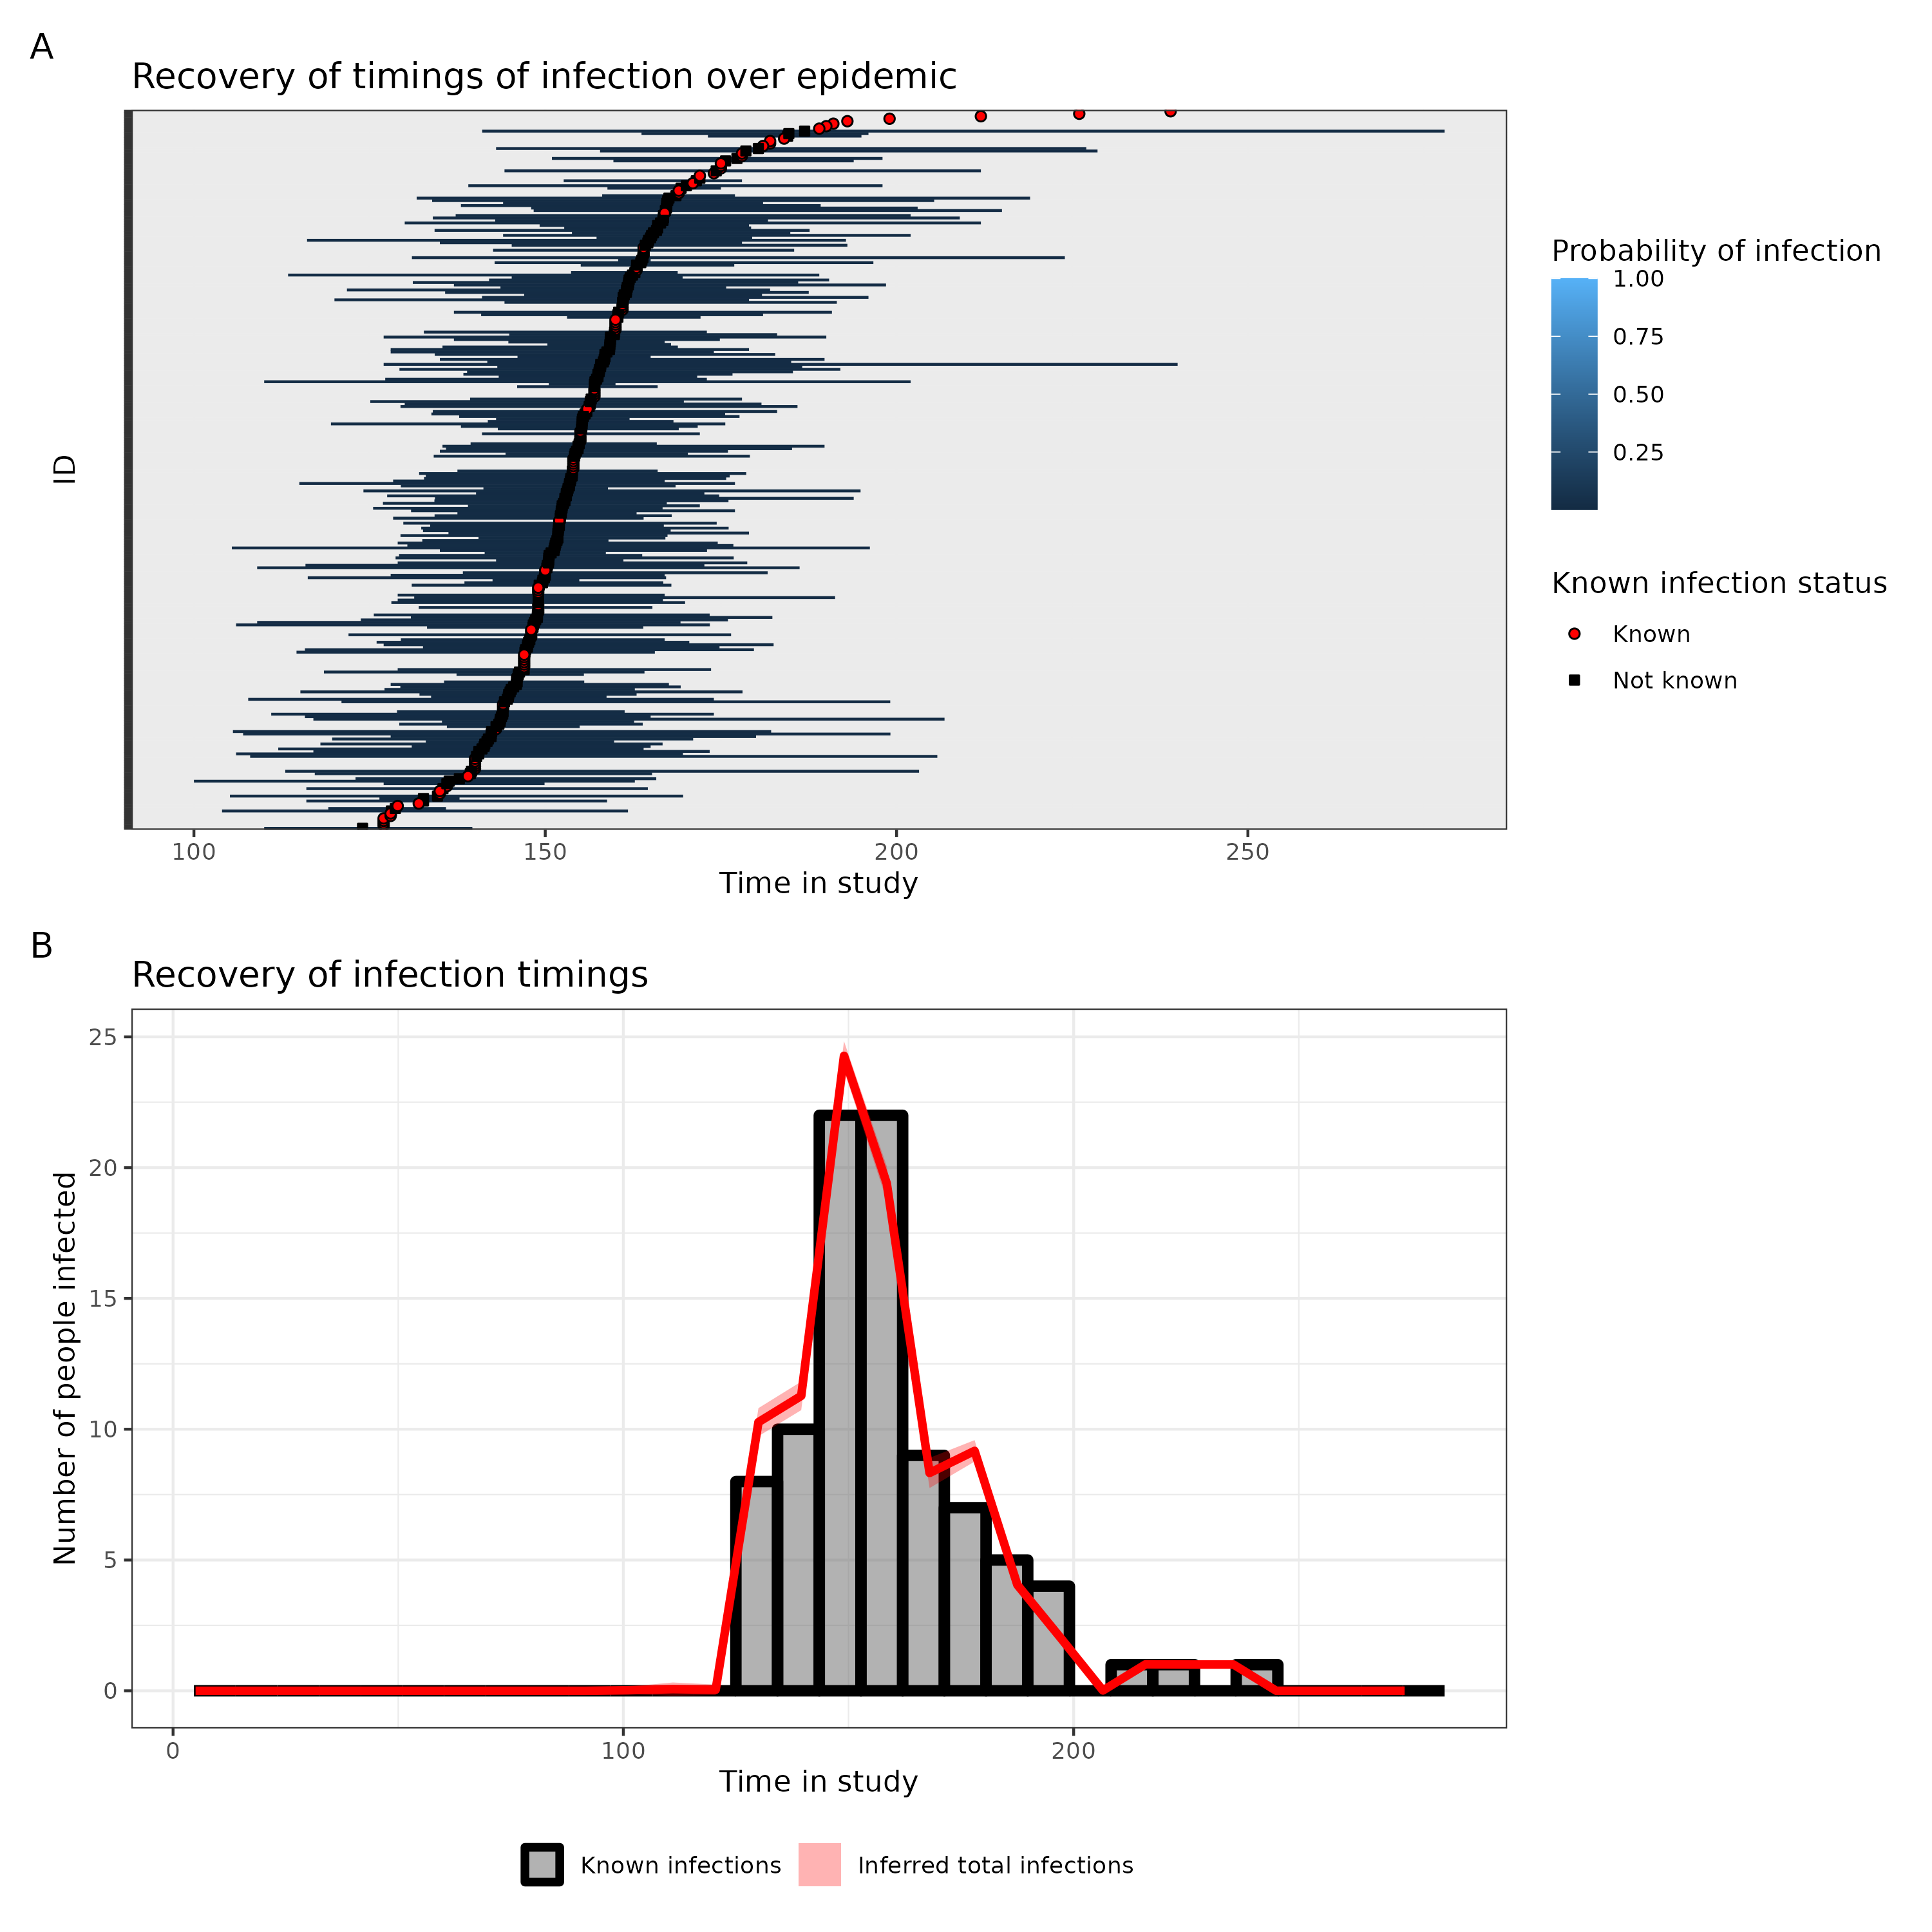 A
Recovery of timings of infection over epidemic
ID
100 150 200 250
Time in study
Probability of infection
1.00
0.75
0.50
0.25
Known infection status
Known
Not known
B
Recovery of infection timings
Number of people infected
25
20
15
10
5
0
0 100 200
Time in study
Known infections Inferred total infections